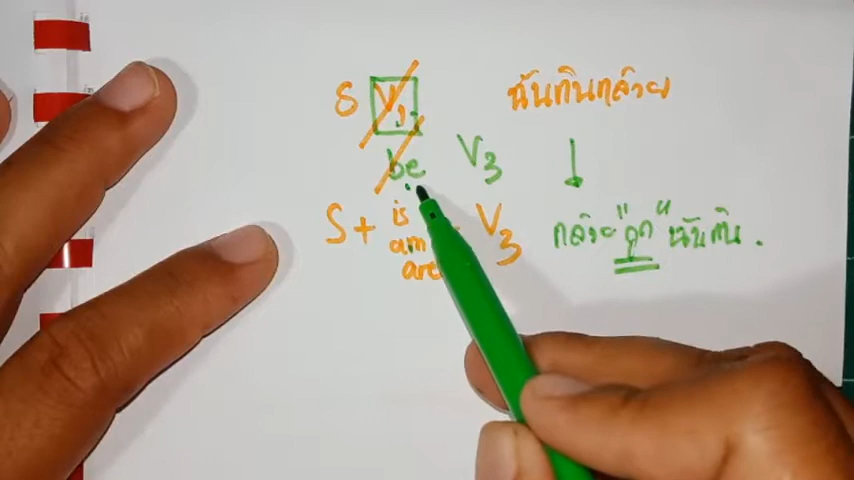 S V1. ฉันกินกล้วย
be V3 ↓
S + is V3 กล้วย "ถูก" ฉันกิน.
am
are